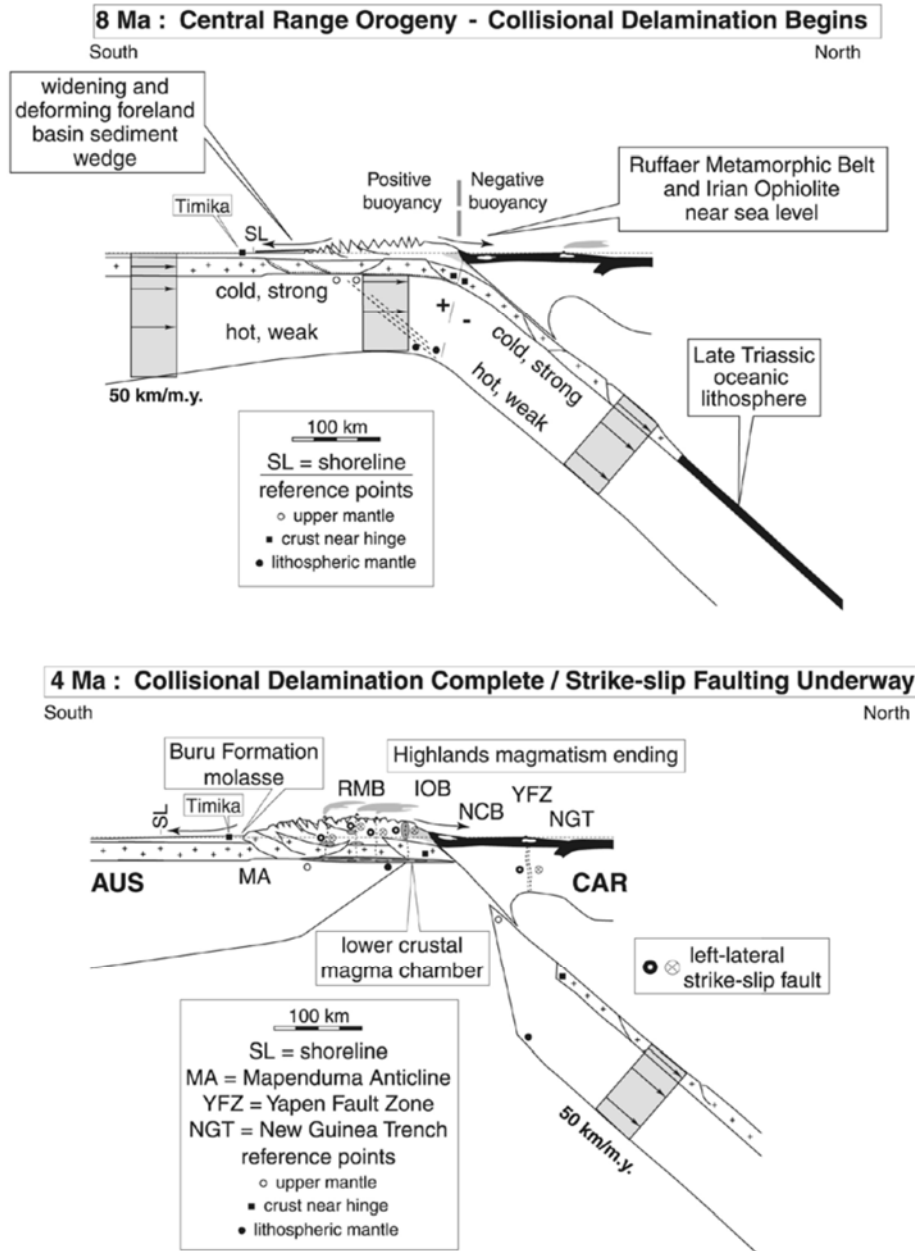 8 Ma : Central Range Orogeny - Collisional Delamination Begins
South
North
widening and
deforming foreland
basin sediment
wedge
Ruffaer Metamorphic Belt
and Irian Ophiolite
near sea level
Positive
buoyancy
Negative
buoyancy
Timika
SL
cold, strong
hot, weak
+
-
cold, strong
hot, weak
50 km/m.y.
Late Triassic
oceanic
lithosphere
100 km
SL = shoreline
reference points
upper mantle
crust near hinge
lithospheric mantle
4 Ma : Collisional Delamination Complete / Strike-slip Faulting Underway
South
North
Buru Formation
molasse
Highlands magmatism ending
Timika
SL
RMB
IOB
NCB
YFZ
NGT
AUS
MA
CAR
lower crustal
magma chamber
left-lateral
strike-slip fault
100 km
SL = shoreline
MA = Mapenduma Anticline
YFZ = Yapen Fault Zone
NGT = New Guinea Trench
reference points
upper mantle
crust near hinge
lithospheric mantle
50 km/m.y.